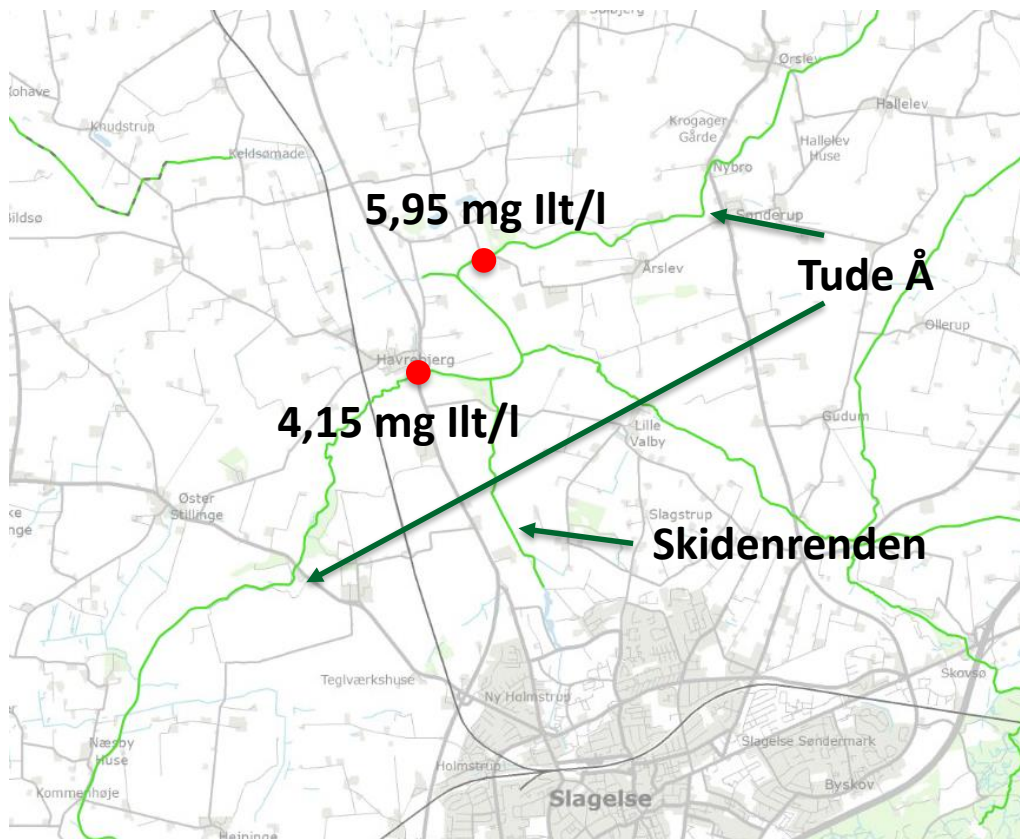 Ørslev
Kohave
Knudstrup
Hallelev
Krogager
Gårde
Hallelev
Huse
Keldsømade
Nybro
Bildsø
5,95 mg Ilt/l
Sønderup
Årslev
Tude Å
Ollerup
Havrebjerg
4,15 mg Ilt/l
Gudum
Lille
Valby
Øster
Stillinge
Slagstrup
Skidenrenden
Skovsø
Teglværkshuse
Ny Holmstrup
Næsby
Huse
Slagelse Søndermark
Holmstrup
Byskov
Kommenhøje
Slagelse
Hejninge